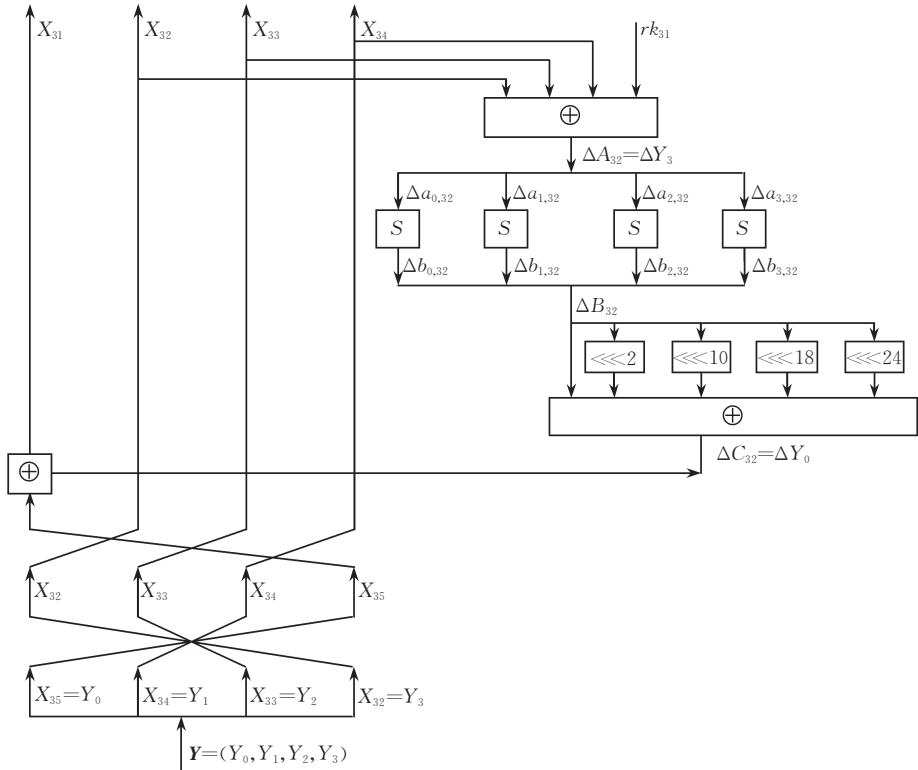 X₃₁ X₃₂ X₃₃ X₃₄ rk₃₁
⊕
ΔA₃₂=ΔY₃
Δa₀,₃₂ Δa₁,₃₂ Δa₂,₃₂ Δa₃,₃₂
S S S S
Δb₀,₃₂ Δb₁,₃₂ Δb₂,₃₂ Δb₃,₃₂
ΔB₃₂
<<<2 <<<10 <<<18 <<<24
⊕
ΔC₃₂=ΔY₀
⊕
X₃₂ X₃₃ X₃₄ X₃₅
X₃₅=Y₀ X₃₄=Y₁ X₃₃=Y₂ X₃₂=Y₃
Y=(Y₀,Y₁,Y₂,Y₃)